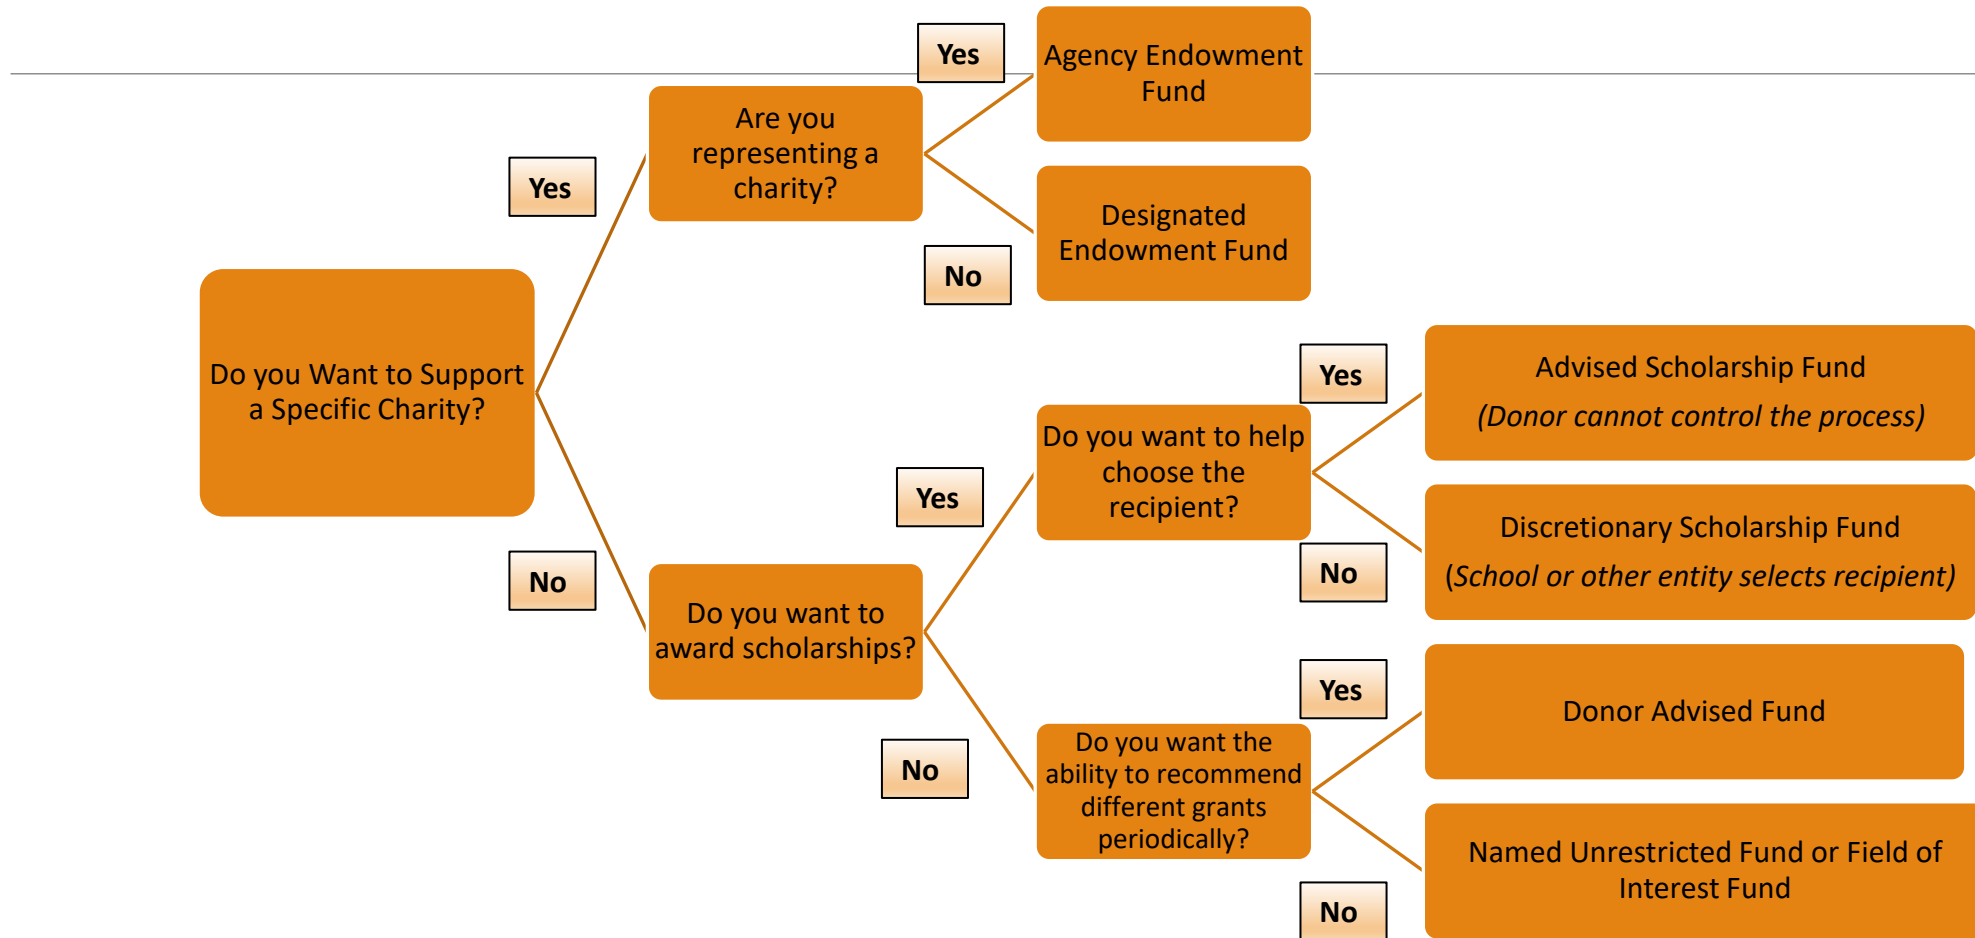 Do you Want to Support
a Specific Charity?
Yes
Are you
representing a
charity?
Yes
Agency Endowment
Fund
No
Designated
Endowment Fund
No
Do you want to
award scholarships?
Yes
Do you want to help
choose the
recipient?
Yes
Advised Scholarship Fund
(Donor cannot control the process)
No
Discretionary Scholarship Fund
(School or other entity selects recipient)
No
Do you want the
ability to recommend
different grants
periodically?
Yes
Donor Advised Fund
No
Named Unrestricted Fund or Field of
Interest Fund